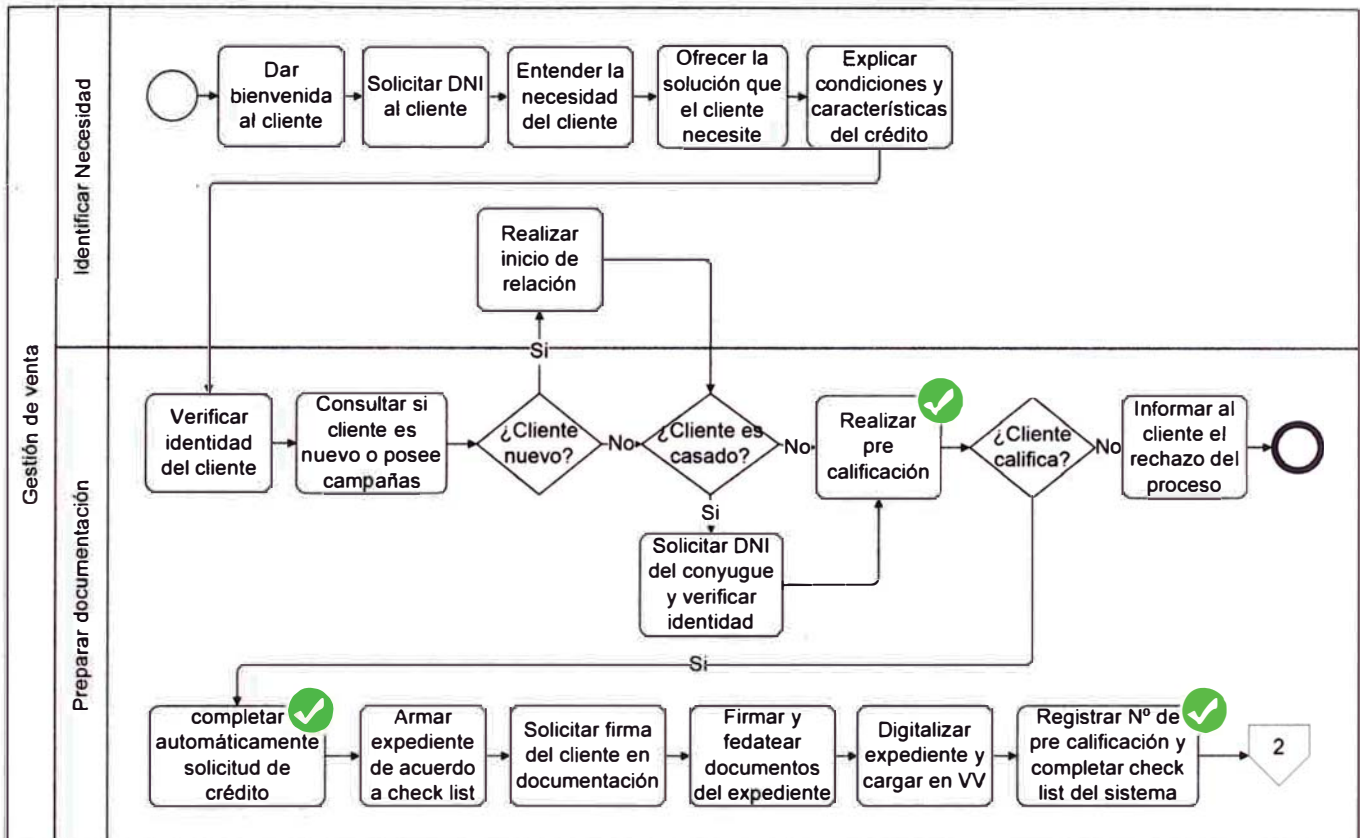 Gestión de venta
Identificar Necesidad
Dar
bienvenida
al cliente
Solicitar DNI
al cliente
Entender la
necesidad
del cliente
Ofrecer la
solución que
el cliente
necesite
Explicar
condiciones y
características
del crédito
Realizar
inicio de
relación
Si
Preparar documentación
Verificar
identidad
del cliente
Consultar si
cliente es
nuevo o posee
campañas
¿Cliente
nuevo?
No
¿Cliente es
casado?
No
Si
Solicitar DNI
del conyugue
y verificar
identidad
Realizar
pre
calificación
¿Cliente
califica?
No
Informar al
cliente el
rechazo del
proceso
Si
completar
automáticamente
solicitud de
crédito
Armar
expediente
de acuerdo
a check list
Solicitar firma
del cliente en
documentación
Firmar y
fedatear
documentos
del expediente
Digitalizar
expediente y
cargar en VV
Registrar Nº de
pre calificación y
completar check
list del sistema
2